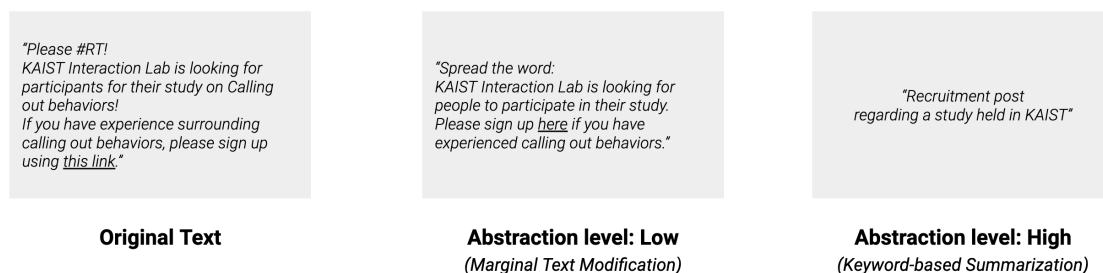 "Please #RT!
KAIST Interaction Lab is looking for
participants for their study on Calling
out behaviors!
If you have experience surrounding
calling out behaviors, please sign up
using this link."
Original Text
"Spread the word:
KAIST Interaction Lab is looking for
people to participate in their study.
Please sign up here if you have
experienced calling out behaviors."
Abstraction level: Low
(Marginal Text Modification)
"Recruitment post
regarding a study held in KAIST"
Abstraction level: High
(Keyword-based Summarization)